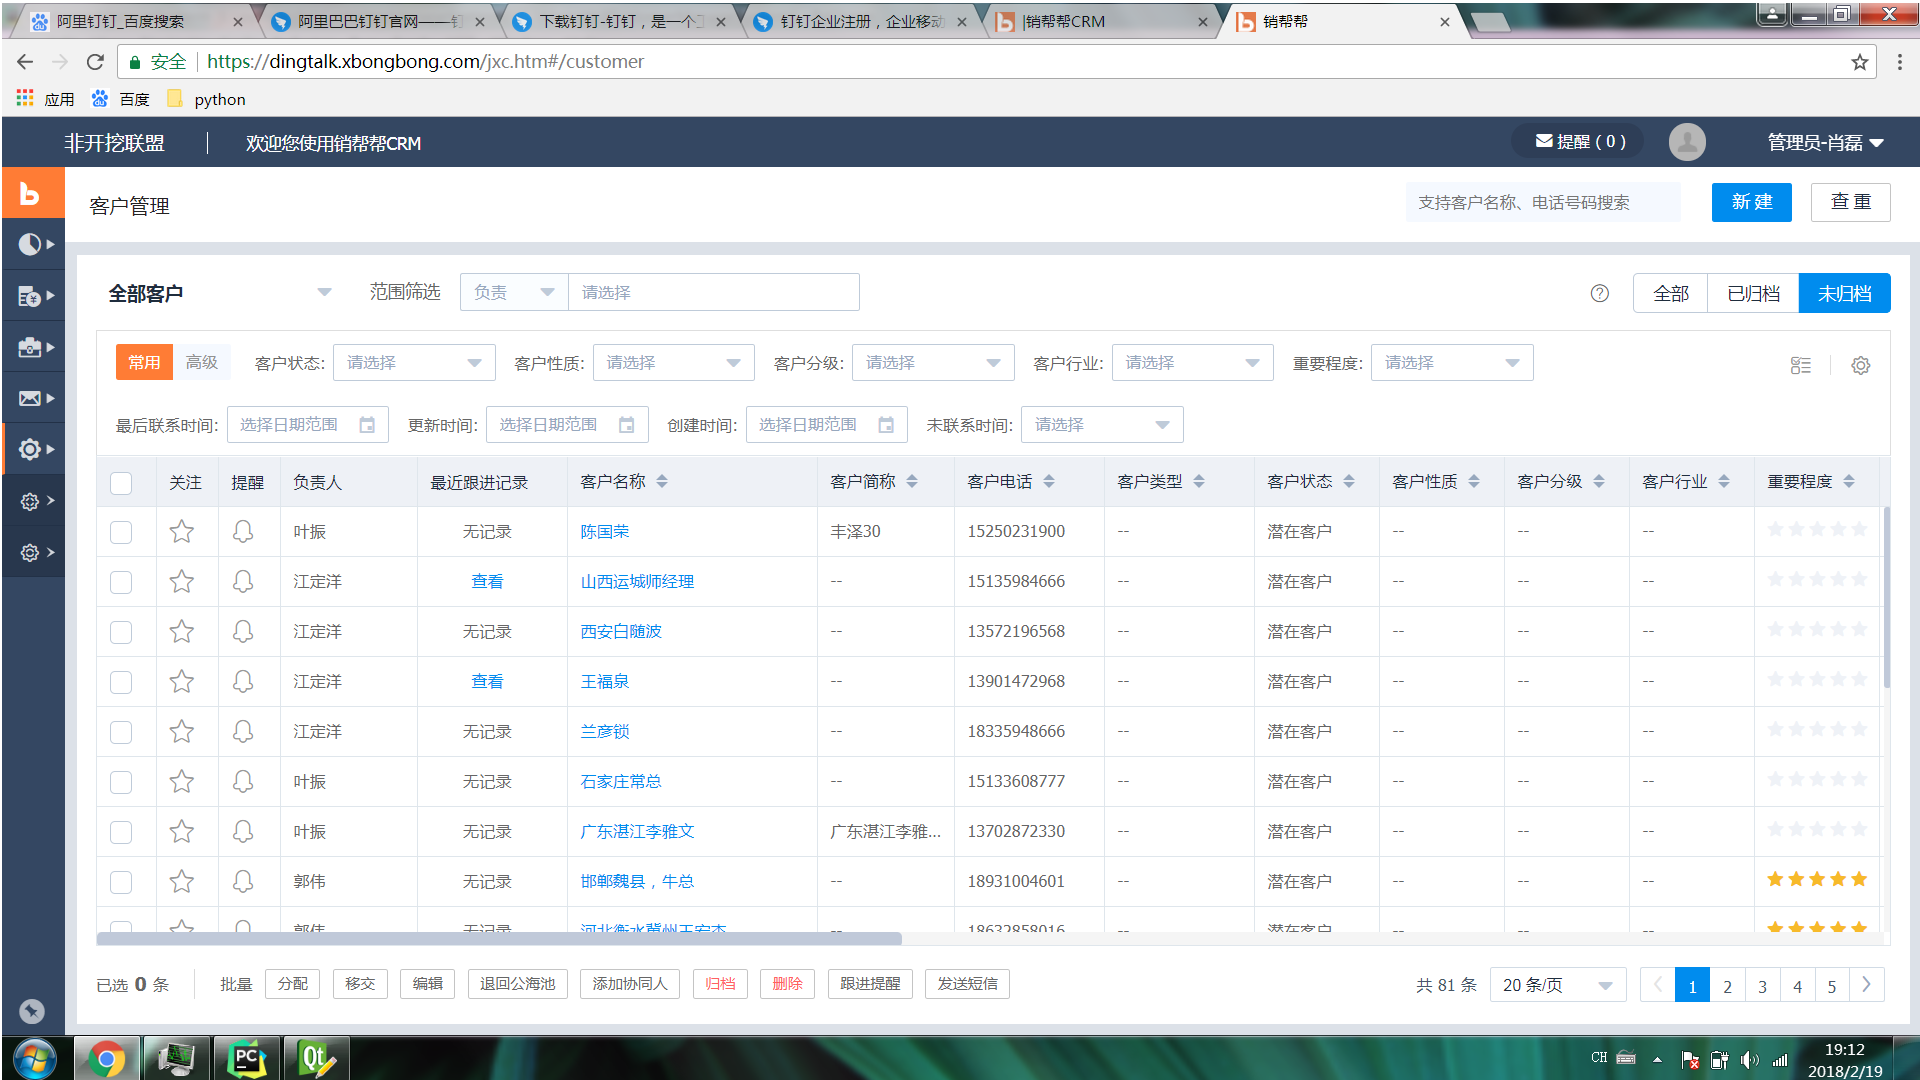 阿里钉钉_百度搜索
阿里巴巴钉钉官网——钉
下载钉钉-钉钉，是一个工
钉钉企业注册，企业移动
|销帮帮CRM
销帮帮
安全 https://dingtalk.xbongbong.com/jxc.htm#/customer
应用 百度 python
非开挖联盟 欢迎您使用销帮帮CRM 提醒 ( 0 ) 管理员-肖磊
客户管理 支持客户名称、电话号码搜索 新 建 查 重
全部客户 范围筛选 负责 请选择 全部 已归档 未归档
常用 高级 客户状态: 请选择 客户性质: 请选择 客户分级: 请选择 客户行业: 请选择 重要程度: 请选择
最后联系时间: 选择日期范围 更新时间: 选择日期范围 创建时间: 选择日期范围 未联系时间: 请选择
关注 提醒 负责人 最近跟进记录 客户名称 客户简称 客户电话 客户类型 客户状态 客户性质 客户分级 客户行业 重要程度
叶振 无记录 陈国荣 丰泽30 15250231900 -- 潜在客户 -- -- --
江定洋 查看 山西运城师经理 -- 15135984666 -- 潜在客户 -- -- --
江定洋 无记录 西安白随波 -- 13572196568 -- 潜在客户 -- -- --
江定洋 查看 王福泉 -- 13901472968 -- 潜在客户 -- -- --
江定洋 无记录 兰彦锁 -- 18335948666 -- 潜在客户 -- -- --
叶振 无记录 石家庄常总 -- 15133608777 -- 潜在客户 -- -- --
叶振 无记录 广东湛江李雅文 广东湛江李雅... 13702872330 -- 潜在客户 -- -- --
郭伟 无记录 邯郸魏县，牛总 -- 18931004601 -- 潜在客户 -- -- --
郭伟 无记录 河北衡水冀州王安杰 -- 18632858016 -- 潜在客户 -- -- --
已选 0 条 批量 分配 移交 编辑 退回公海池 添加协同人 归档 删除 跟进提醒 发送短信 共 81 条 20 条/页 1 2 3 4 5
PC Qt CH 19:12
2018/2/19